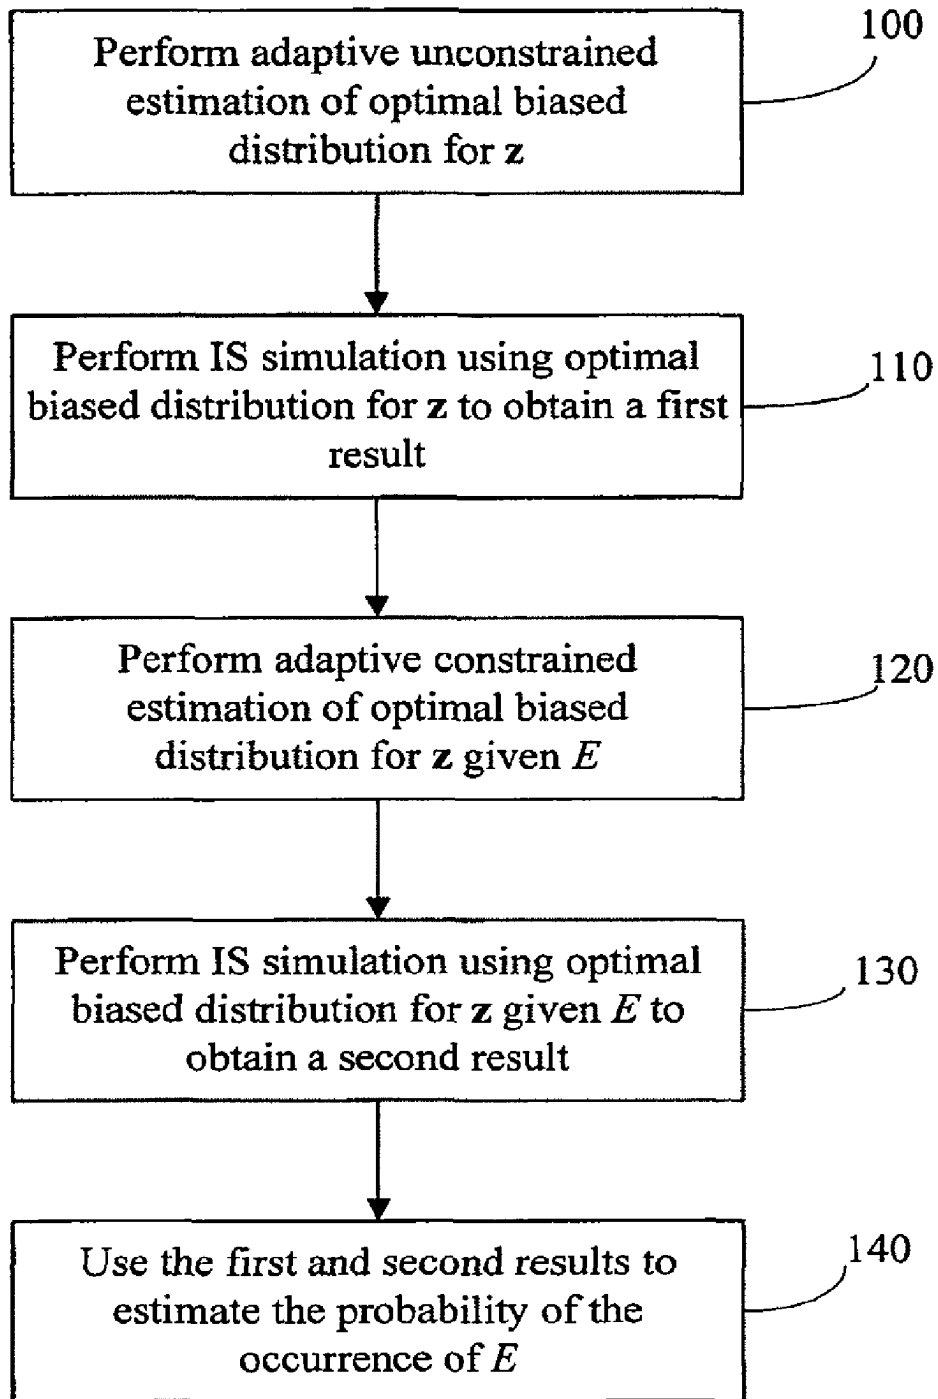 100
Perform adaptive unconstrained
estimation of optimal biased
distribution for z
110
Perform IS simulation using optimal
biased distribution for z to obtain a first
result
120
Perform adaptive constrained
estimation of optimal biased
distribution for z given E
130
Perform IS simulation using optimal
biased distribution for z given E to
obtain a second result
140
Use the first and second results to
estimate the probability of the
occurrence of E